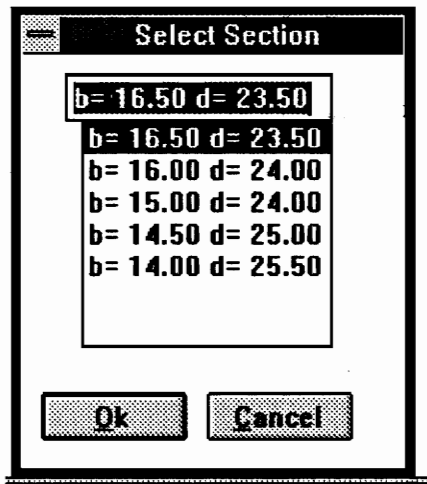 Select Section
b= 16.50 d= 23.50
b= 16.50 d= 23.50
b= 16.00 d= 24.00
b= 15.00 d= 24.00
b= 14.50 d= 25.00
b= 14.00 d= 25.50
Ok Cancel